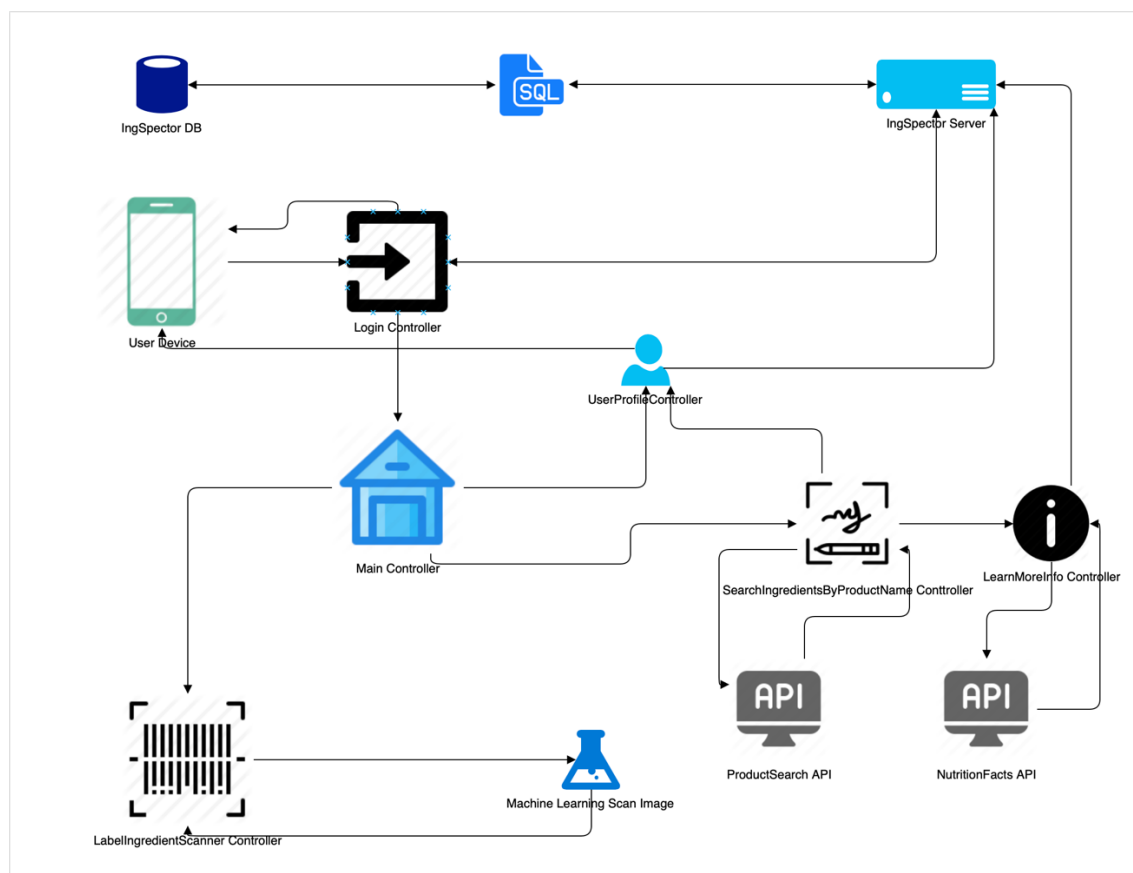 SQL
IngSpector DB
IngSpector Server
Login Controller
User Device
UserProfileController
Main Controller
SearchIngredientsByProductName Conttroller
LearnMoreInfo Controller
API
API
ProductSearch API
NutritionFacts API
Machine Learning Scan Image
LabelIngredientScanner Controller